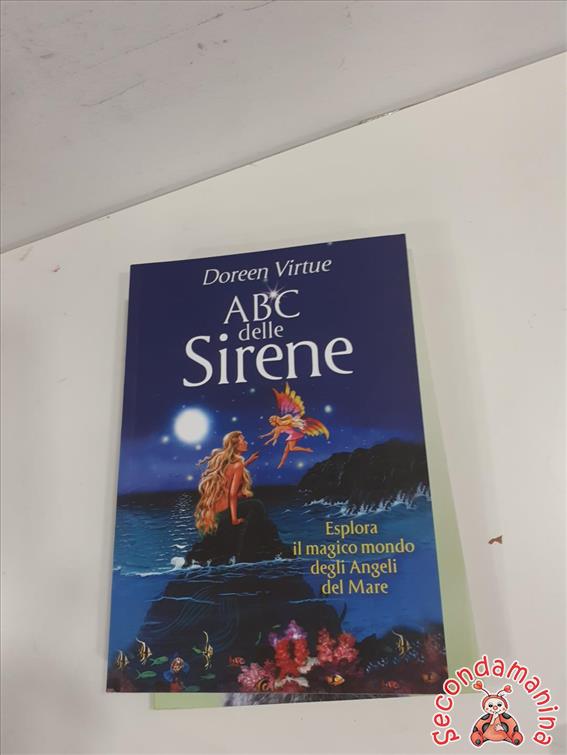 Doreen Virtue
ABC
delle
Sirene
Esplora
il magico mondo
degli Angeli
del Mare
Secondamanina